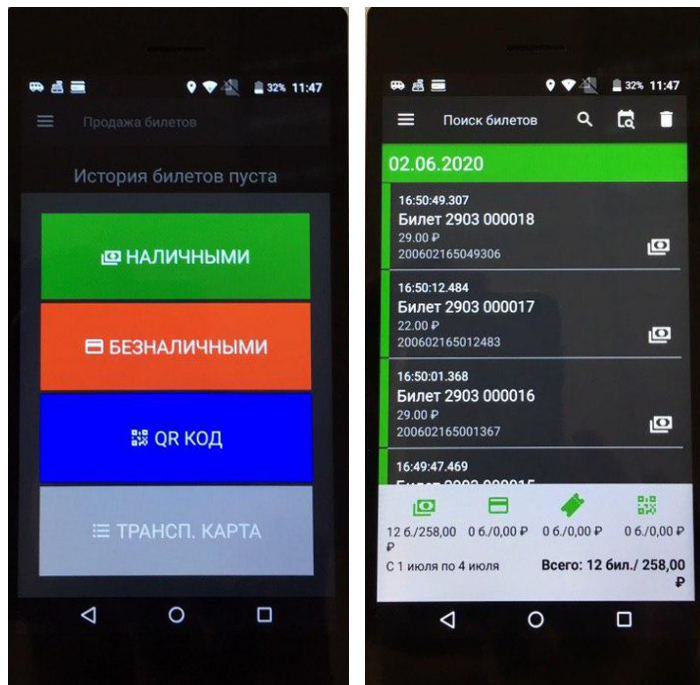 32% 11:47
Продажа билетов
История билетов пуста
НАЛИЧНЫМИ
БЕЗНАЛИЧНЫМИ
QR КОД
ТРАНСП. КАРТА
32% 11:47
Поиск билетов
02.06.2020
16:50:49.307
Билет 2903 000018
29.00 ₽
200602165049306
16:50:12.484
Билет 2903 000017
22.00 ₽
200602165012483
16:50:01.368
Билет 2903 000016
29.00 ₽
200602165001367
16:49:47.469
Билет 2903 000015
12 б./258,00 ₽ 0 б./0,00 ₽ 0 б./0,00 ₽ 0 б./0,00 ₽
С 1 июля по 4 июля Всего: 12 бил./ 258,00 ₽